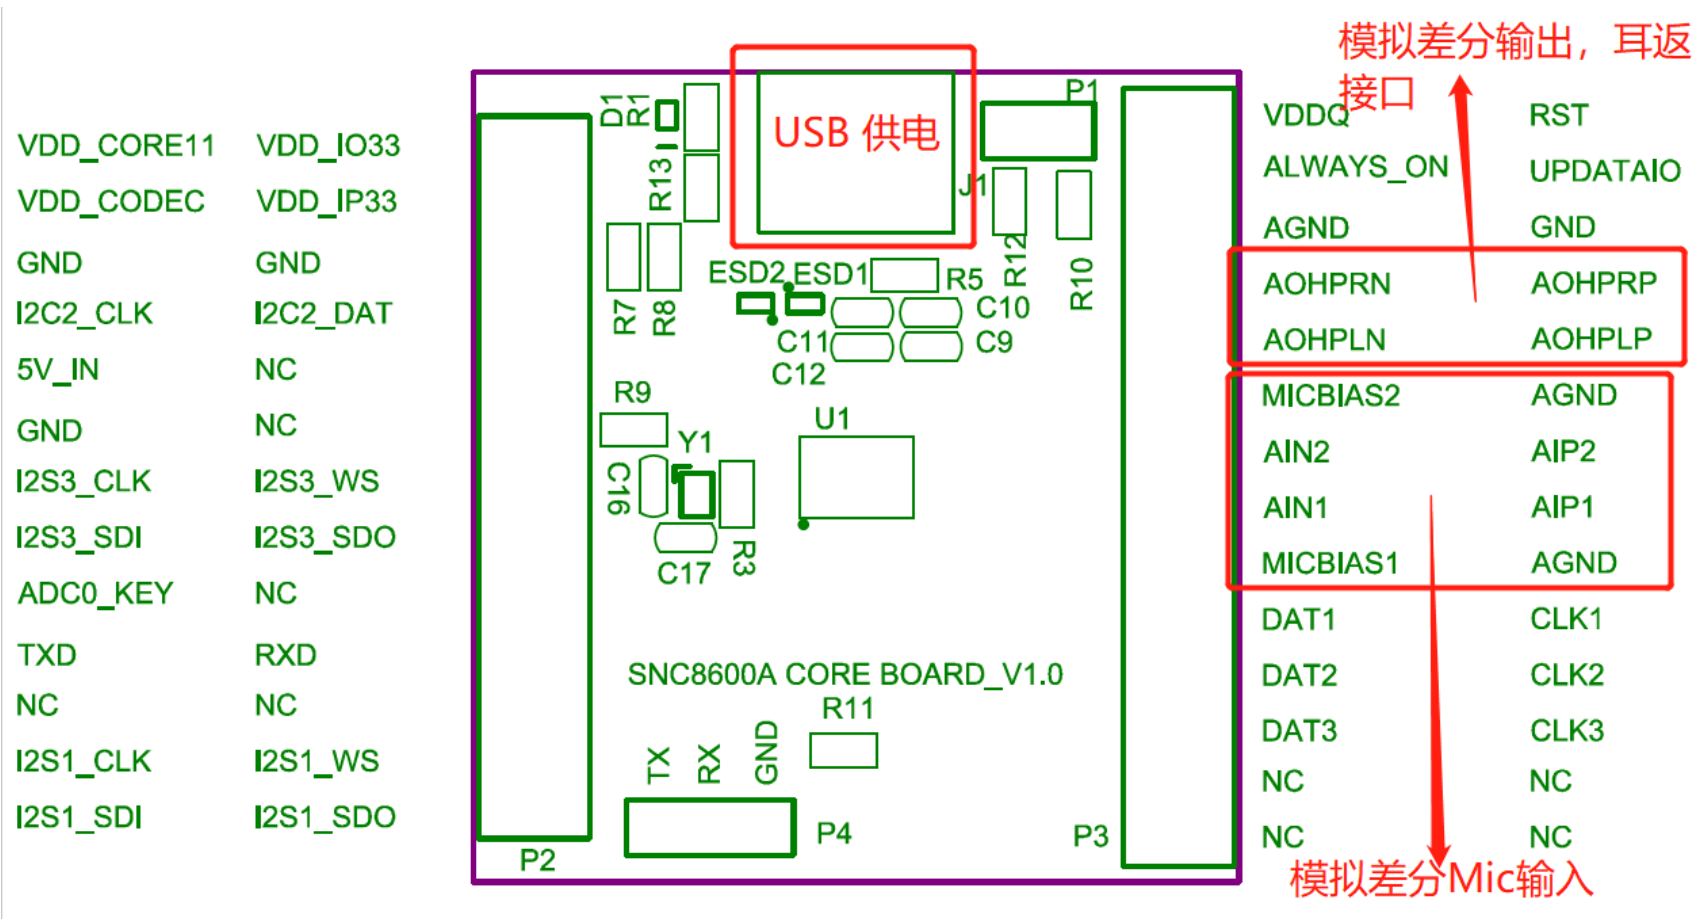 模拟差分输出，耳返
接口
USB 供电
D1
R1
R13
P1
J1
R12
R10
R7
R8
ESD2
ESD1
R5
C10
C11
C9
C12
R9
U1
Y1
C16
R3
C17
SNC8600A CORE BOARD_V1.0
R11
TX
RX
GND
P4
P2
P3
VDD_CORE11 VDD_IO33
VDD_CODEC VDD_IP33
GND GND
I2C2_CLK I2C2_DAT
5V_IN NC
GND NC
I2S3_CLK I2S3_WS
I2S3_SDI I2S3_SDO
ADC0_KEY NC
TXD RXD
NC NC
I2S1_CLK I2S1_WS
I2S1_SDI I2S1_SDO
VDDQ RST
ALWAYS_ON UPDATAIO
AGND GND
AOHPRN AOHPRP
AOHPLN AOHPLP
MICBIAS2 AGND
AIN2 AIP2
AIN1 AIP1
MICBIAS1 AGND
DAT1 CLK1
DAT2 CLK2
DAT3 CLK3
NC NC
NC NC
模拟差分Mic输入